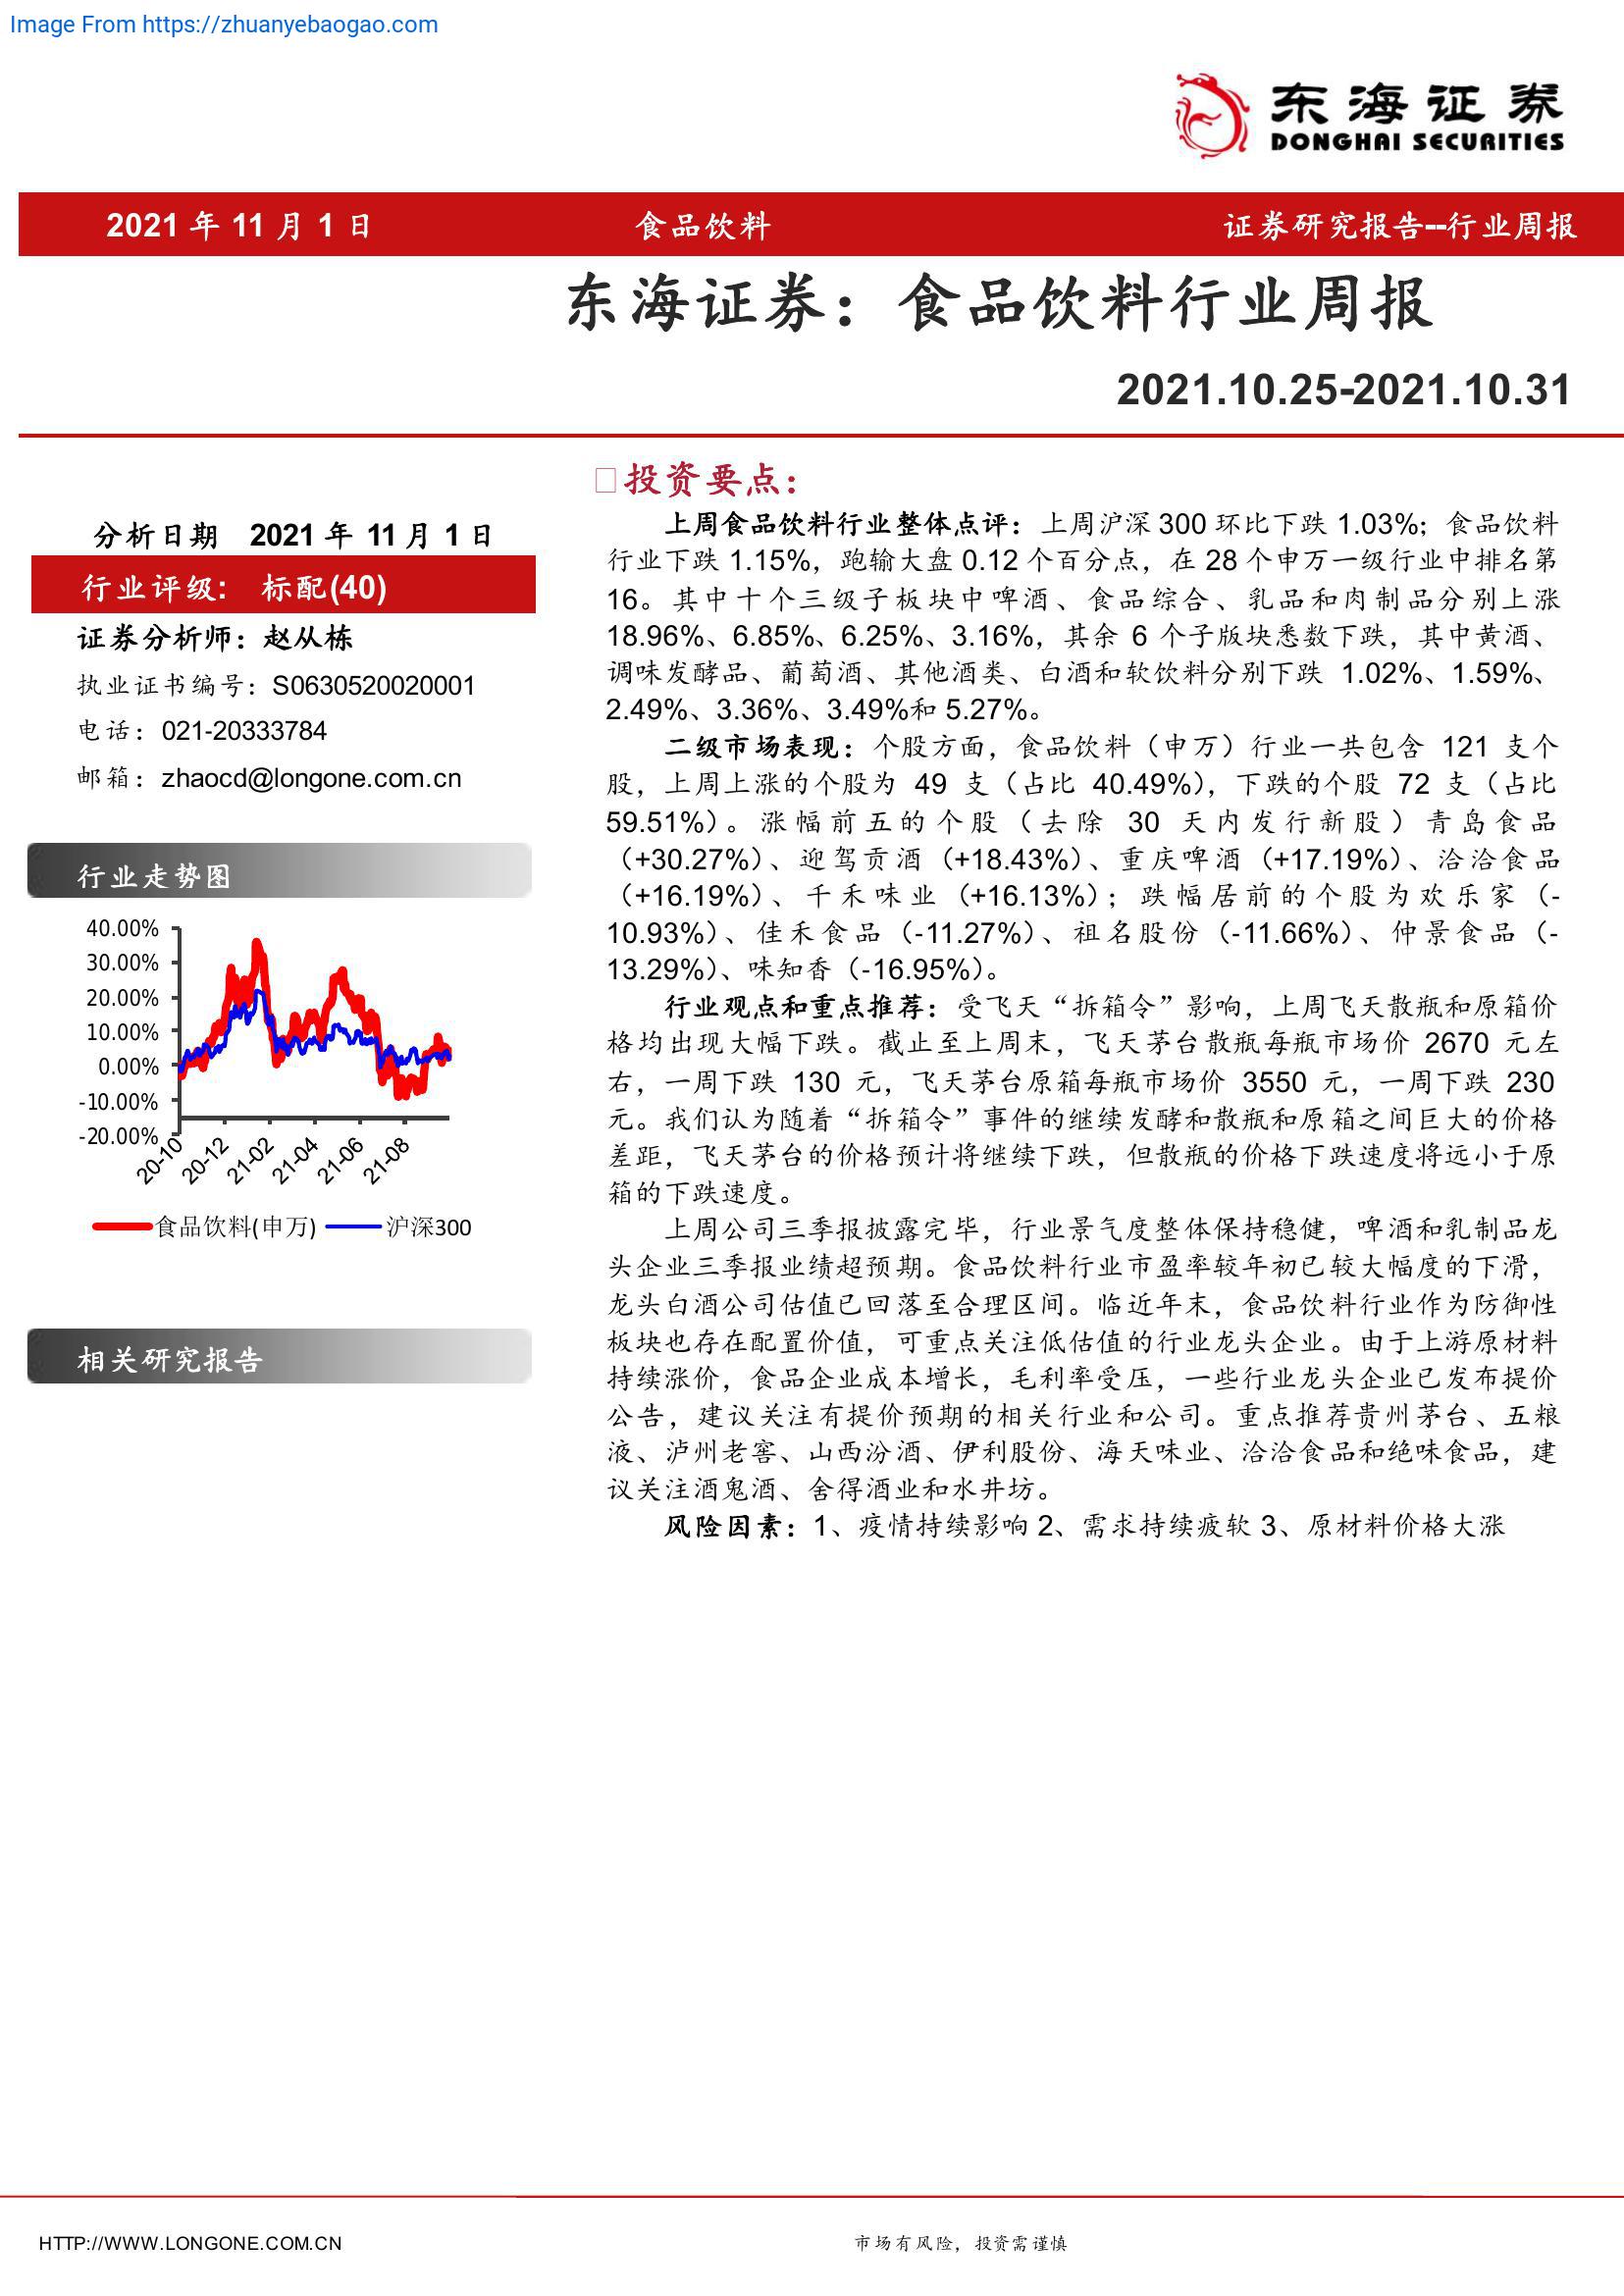 Image From https://zhuanyebaogao.com
东海证券
DONGHAI SECURITIES
2021 年 11 月 1 日
食品饮料
证券研究报告--行业周报
东海证券：食品饮料行业周报
2021.10.25-2021.10.31
分析日期 2021 年 11 月 1 日
行业评级: 标配(40)
证券分析师：赵从栋
执业证书编号：S0630520020001
电话：021-20333784
邮箱：zhaocd@longone.com.cn
行业走势图
40.00%
30.00%
20.00%
10.00%
0.00%
-10.00%
-20.00%
20-10
20-12
21-02
21-04
21-06
21-08
食品饮料(申万)
沪深300
相关研究报告
投资要点：
上周食品饮料行业整体点评：上周沪深 300 环比下跌 1.03%；食品饮料
行业下跌 1.15%，跑输大盘 0.12 个百分点，在 28 个申万一级行业中排名第
16。其中十个三级子板块中啤酒、食品综合、乳品和肉制品分别上涨
18.96%、6.85%、6.25%、3.16%，其余 6 个子版块悉数下跌，其中黄酒、
调味发酵品、葡萄酒、其他酒类、白酒和软饮料分别下跌 1.02%、1.59%、
2.49%、3.36%、3.49%和 5.27%。
二级市场表现：个股方面，食品饮料（申万）行业一共包含 121 支个
股，上周上涨的个股为 49 支（占比 40.49%），下跌的个股 72 支（占比
59.51%）。涨幅前五的个股（去除 30 天内发行新股）青岛食品
（+30.27%）、迎驾贡酒（+18.43%）、重庆啤酒（+17.19%）、洽洽食品
（+16.19%）、千禾味业（+16.13%）；跌幅居前的个股为欢乐家（-
10.93%）、佳禾食品（-11.27%）、祖名股份（-11.66%）、仲景食品（-
13.29%）、味知香（-16.95%）。
行业观点和重点推荐：受飞天“拆箱令”影响，上周飞天散瓶和原箱价
格均出现大幅下跌。截止至上周末，飞天茅台散瓶每瓶市场价 2670 元左
右，一周下跌 130 元，飞天茅台原箱每瓶市场价 3550 元，一周下跌 230
元。我们认为随着“拆箱令”事件的继续发酵和散瓶和原箱之间巨大的价格
差距，飞天茅台的价格预计将继续下跌，但散瓶的价格下跌速度将远小于原
箱的下跌速度。
上周公司三季报披露完毕，行业景气度整体保持稳健，啤酒和乳制品龙
头企业三季报业绩超预期。食品饮料行业市盈率较年初已较大幅度的下滑，
龙头白酒公司估值已回落至合理区间。临近年末，食品饮料行业作为防御性
板块也存在配置价值，可重点关注低估值的行业龙头企业。由于上游原材料
持续涨价，食品企业成本增长，毛利率受压，一些行业龙头企业已发布提价
公告，建议关注有提价预期的相关行业和公司。重点推荐贵州茅台、五粮
液、泸州老窖、山西汾酒、伊利股份、海天味业、洽洽食品和绝味食品，建
议关注酒鬼酒、舍得酒业和水井坊。
风险因素：1、疫情持续影响 2、需求持续疲软 3、原材料价格大涨
HTTP://WWW.LONGONE.COM.CN
市场有风险，投资需谨慎